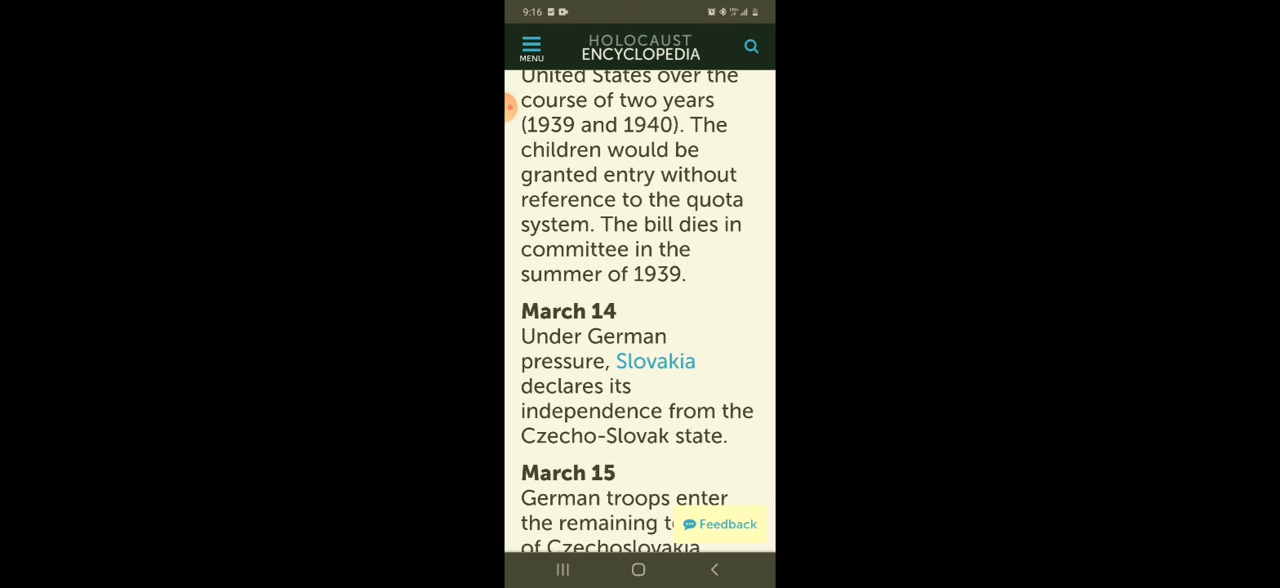 9:16
HOLOCAUST
MENU
ENCYCLOPEDIA
United States over the
course of two years
(1939 and 1940). The
children would be
granted entry without
reference to the quota
system. The bill dies in
committee in the
summer of 1939.
March 14
Under German
pressure, Slovakia
declares its
independence from the
Czecho-Slovak state.
March 15
German troops enter
the remaining
Feedback
of Czechoslovakia